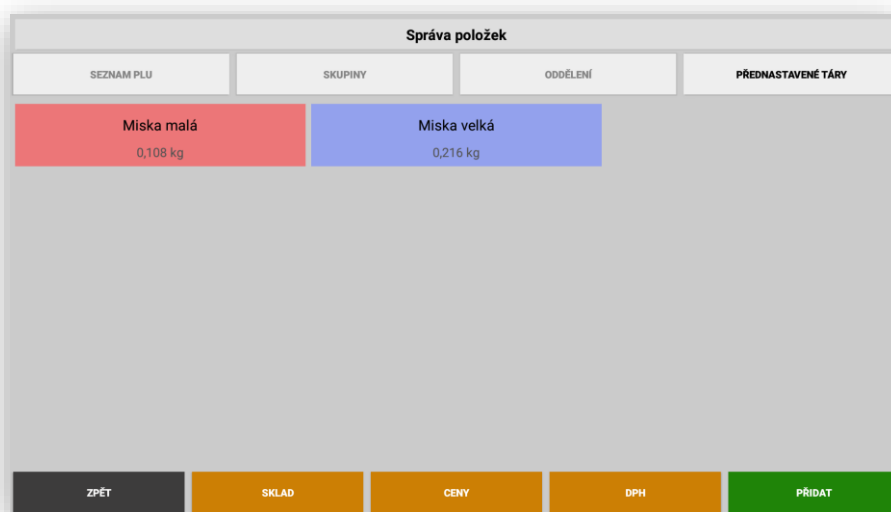 Správa položek
SEZNAM PLU
SKUPINY
ODDĚLENÍ
PŘEDNASTAVENÉ TÁRY
Miska malá
0,108 kg
Miska velká
0,216 kg
ZPĚT
SKLAD
CENY
DPH
PŘIDAT